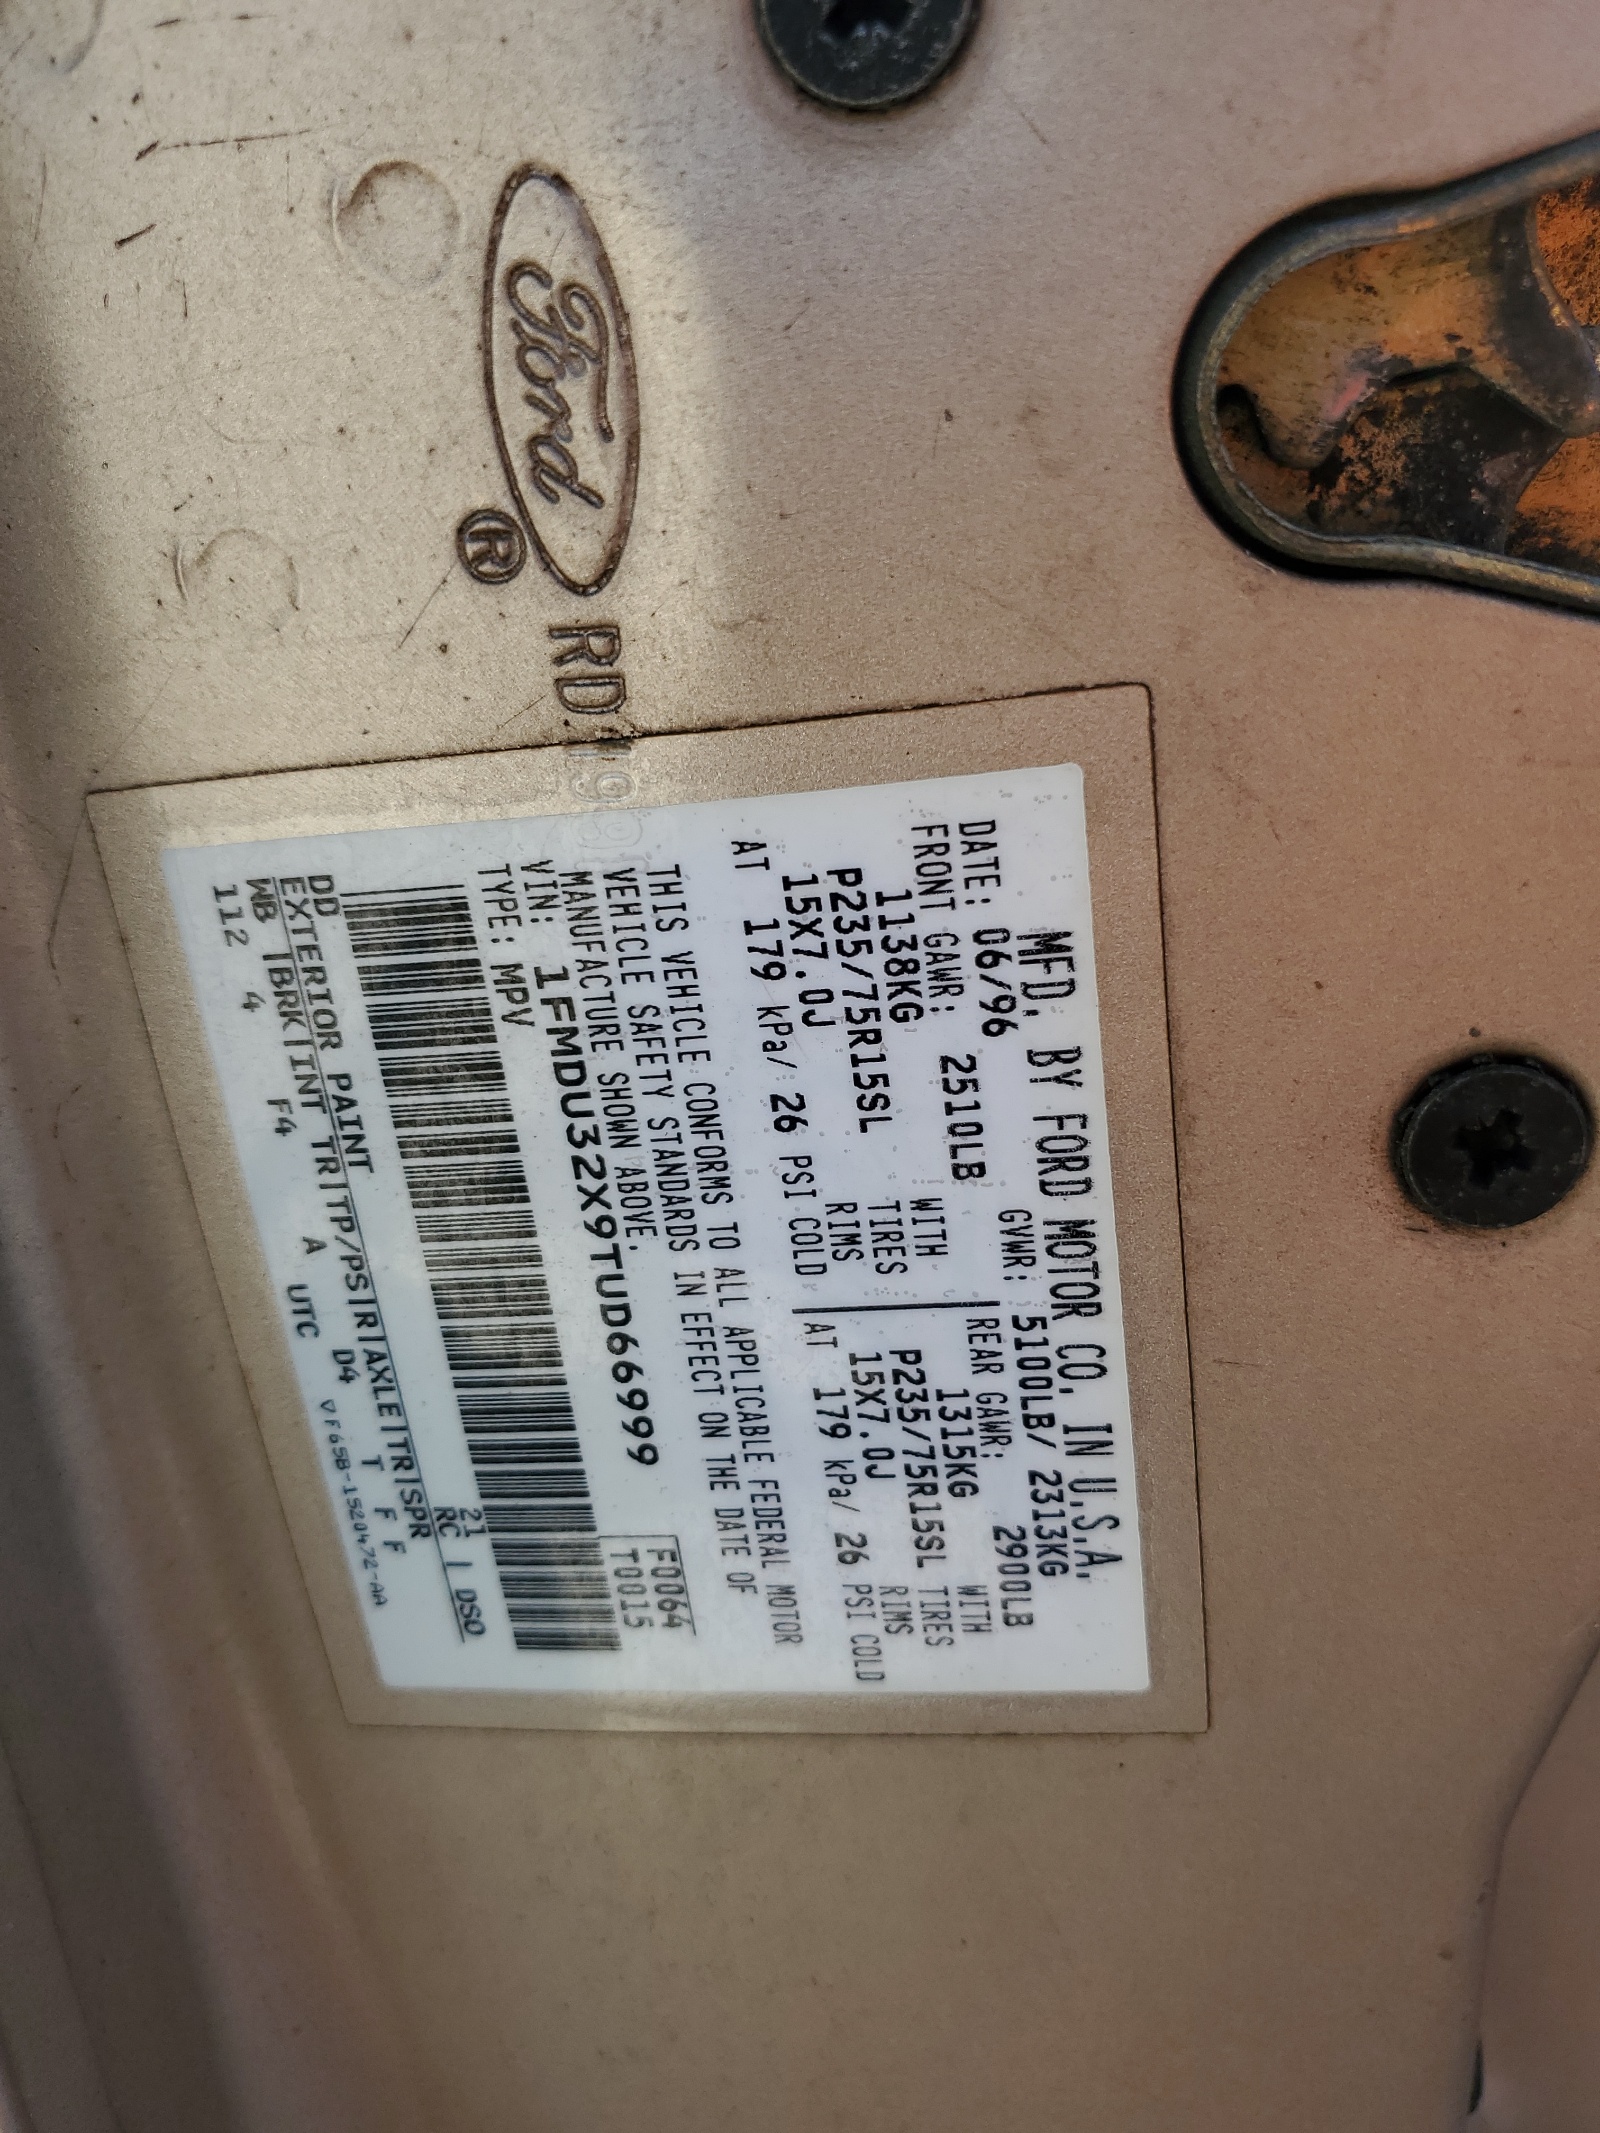 Ford
®
RD
MFD. BY FORD MOTOR CO. IN U.S.A.
DATE: 06/96 GVWR: 5100LB/ 2313KG
FRONT GAWR: 2510LB REAR GAWR: 2900LB
1138KG WITH 1315KG WITH
P235/75R15SL TIRES P235/75R15SL TIRES
15X7.0J RIMS 15X7.0J RIMS
AT 179 kPa/ 26 PSI COLD AT 179 kPa/ 26 PSI COLD
THIS VEHICLE CONFORMS TO ALL APPLICABLE FEDERAL MOTOR
VEHICLE SAFETY STANDARDS IN EFFECT ON THE DATE OF
MANUFACTURE SHOWN ABOVE.
VIN: 1FMDU32X9TUD66999 F0064
TYPE: MPV T0815
21
DD RC | DSO
EXTERIOR PAINT
WB |BRK|INT TR|TP/PS|R|AXLE|TR|SPR
112 4 F4 A D4 T F F
UTC ▽F65B-1520472-AA